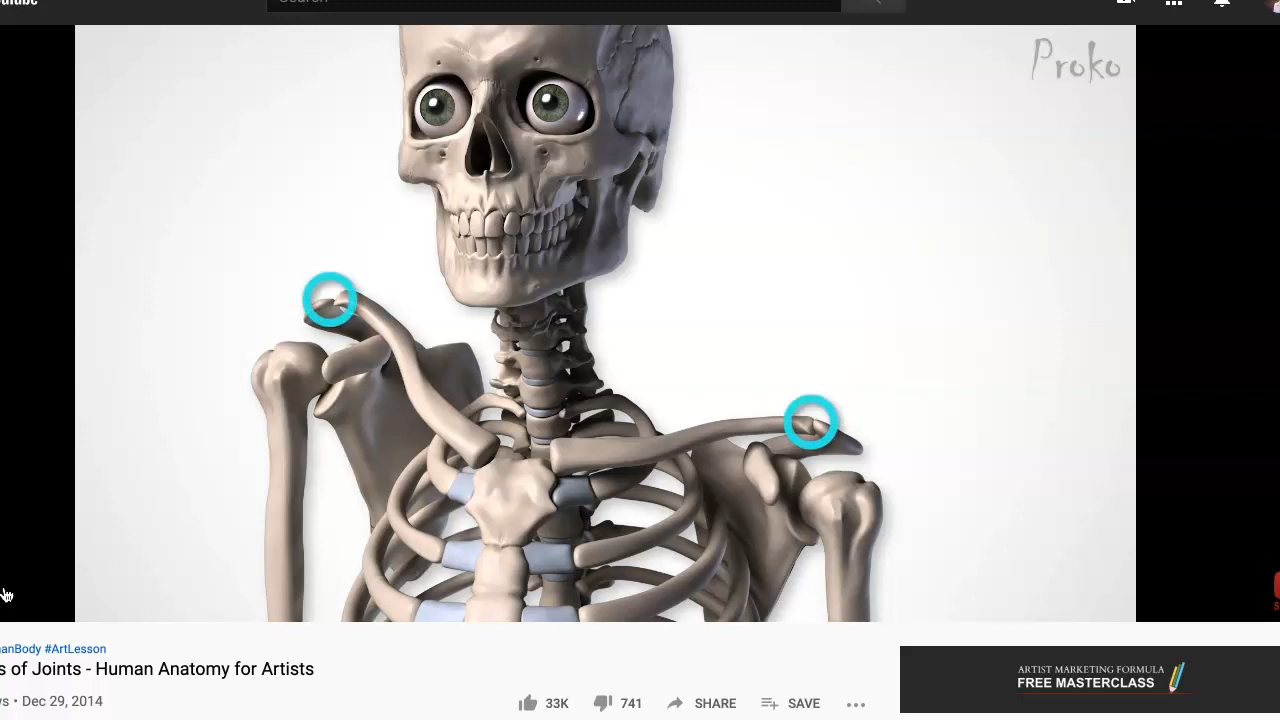 Search
Proko
#ArtLesson
of Joints - Human Anatomy for Artists
Dec 29, 2014
33K
741
SHARE
SAVE
ARTIST MARKETING FORMULA
FREE MASTERCLASS